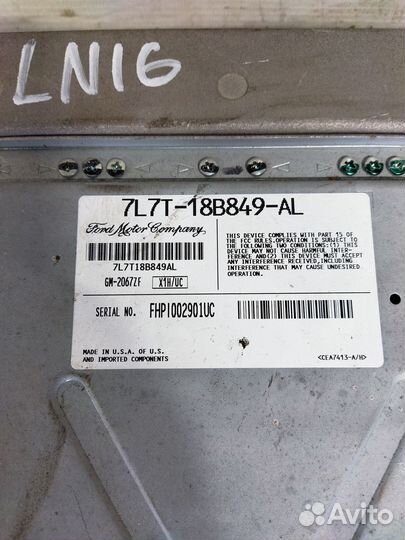 LN16
7L7T-18B849-AL
Ford Motor Company,
7L7T18B849AL
GM-2067ZF X1H/UC
THIS DEVICE COMPLIES WITH PART 15 OF
THE FCC RULES.OPERATION IS SUBJECT TO
THE FOLLOWING TWO CONDITIONS:(1) THIS
DEVICE MAY NOT CAUSE HARMFUL INTER-
FERENCE AND(2) THIS DEVICE MUST ACCEPT
ANY INTERFERENCE RECEIVED,INCLUDING
INTERFERENCE THAT MAY CAUSE UNDESIRED
OPERATION.
SERIAL NO. FHPI002901UC
MADE IN U.S.A. OF U.S.
AND IMPORTED COMPONENTS
<CEA7413-A/H>
Avito